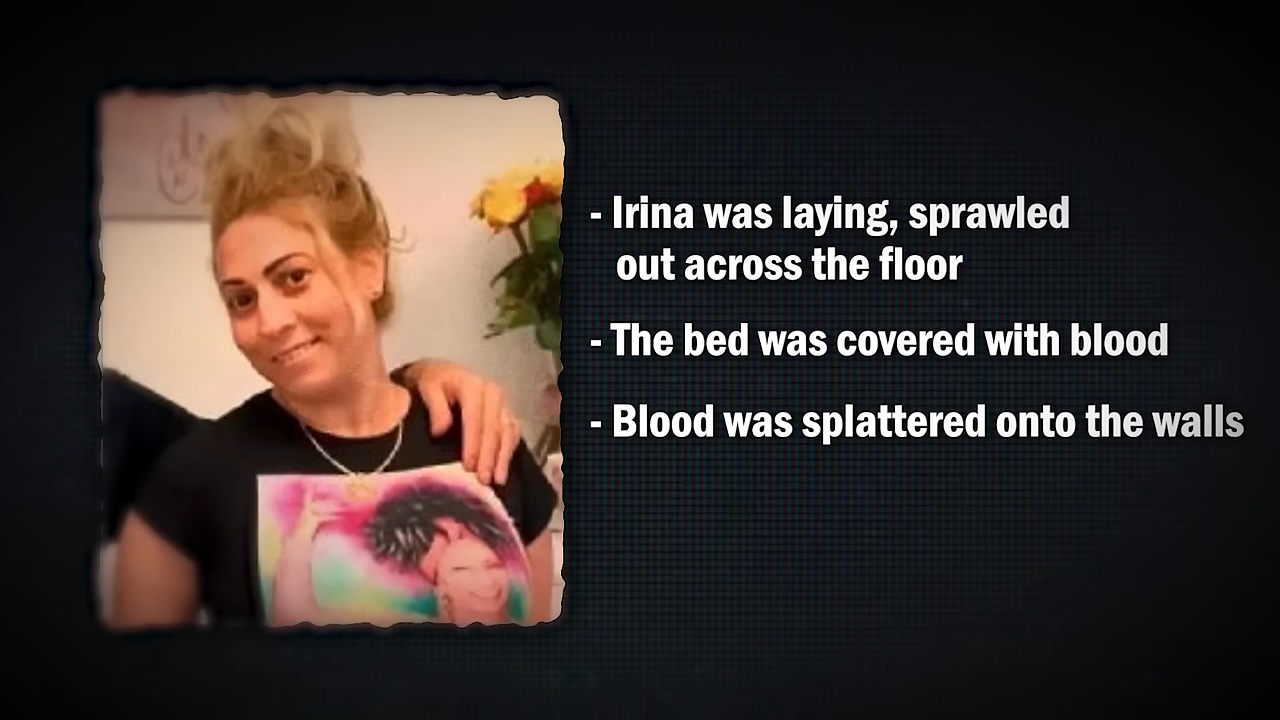 - Irina was laying, sprawled
out across the floor
- The bed was covered with blood
- Blood was splattered onto the walls